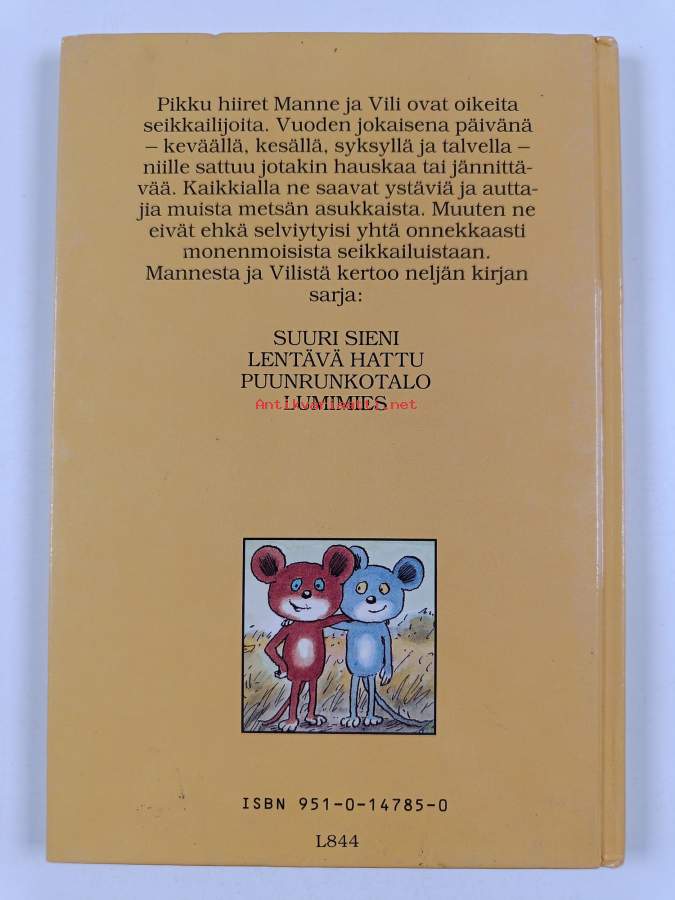 Pikku hiiret Manne ja Vili ovat oikeita
seikkailijoita. Vuoden jokaisena päivänä
– keväällä, kesällä, syksyllä ja talvella –
niille sattuu jotakin hauskaa tai jännittä-
vää. Kaikkialla ne saavat ystäviä ja autta-
jia muista metsän asukkaista. Muuten ne
eivät ehkä selviytyisi yhtä onnekkaasti
monenmoisista seikkailuistaan.
Mannesta ja Vilistä kertoo neljän kirjan
sarja:
SUURI SIENI
LENTÄVÄ HATTU
PUUNRUNKOTALO
LUMIMIES
Antikvariaatti.net
ISBN 951-0-14785-0
L844